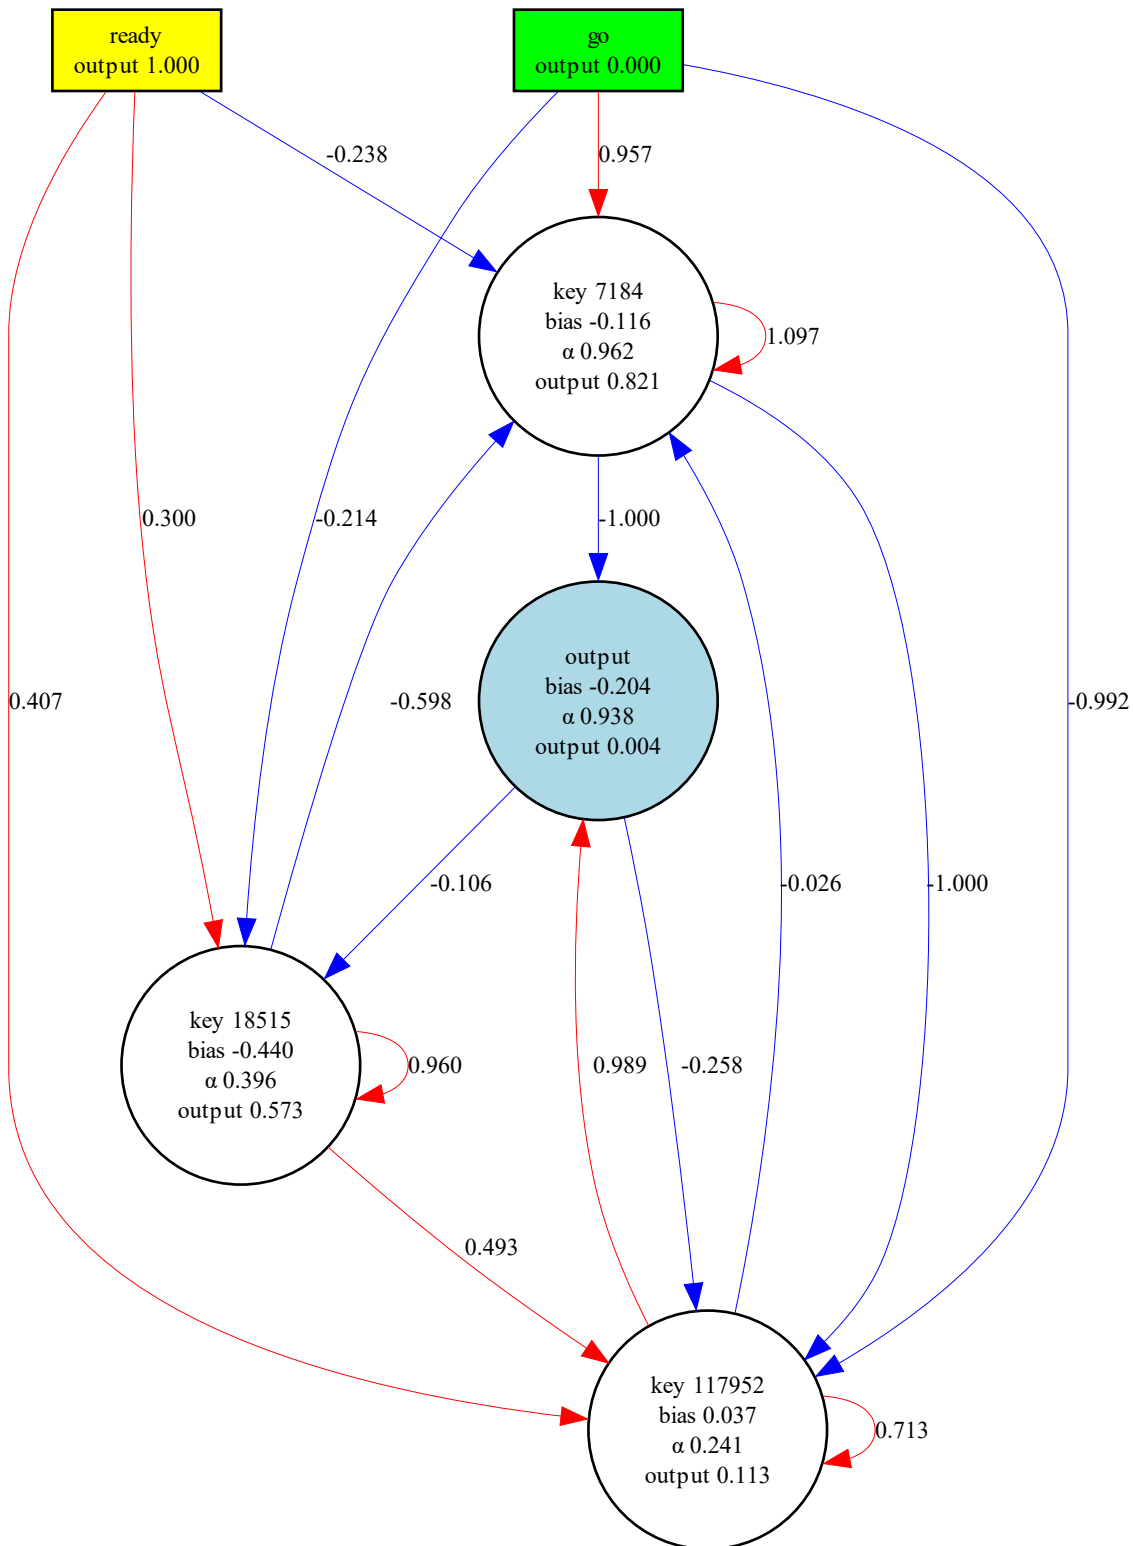 ready
output 1.000
go
output 0.000
-0.238
0.957
key 7184
bias -0.116
α 0.962
output 0.821
1.097
0.300
-0.214
-1.000
output
bias -0.204
α 0.938
output 0.004
0.407
-0.598
-0.992
-0.106
-0.026
-1.000
key 18515
bias -0.440
α 0.396
output 0.573
0.960
0.989
-0.258
0.493
key 117952
bias 0.037
α 0.241
output 0.113
0.713